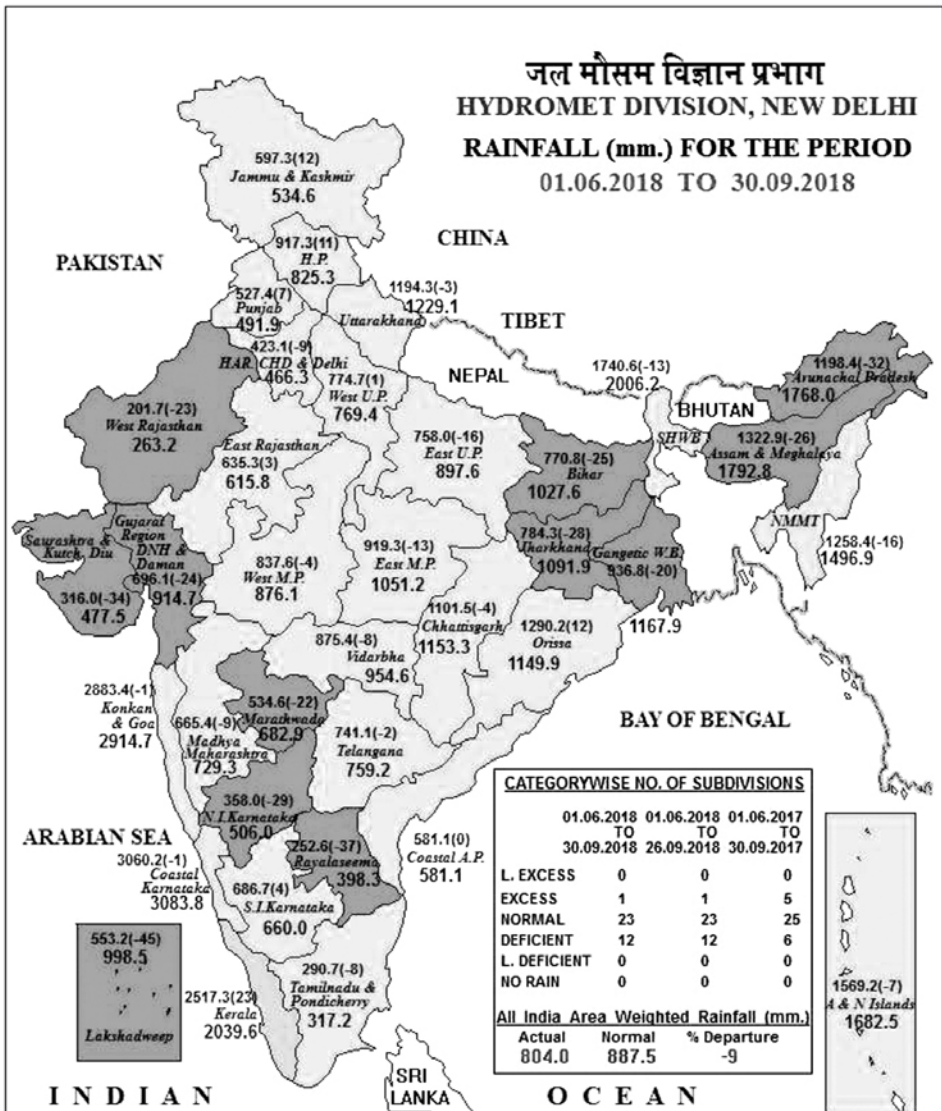 जल मौसम विज्ञान प्रभाग
HYDROMET DIVISION, NEW DELHI
RAINFALL (mm.) FOR THE PERIOD
01.06.2018 TO 30.09.2018
597.3(12)
Jammu & Kashmir
534.6
CHINA
917.3(11)
H.P.
825.3
PAKISTAN
527.4(7)
Punjab
491.9
1194.3(-3)
1229.1
Uttarakhand
TIBET
423.1(-9)
HAR. CHD & Delhi
466.3
NEPAL
774.7(1)
West U.P.
769.4
1740.6(-13)
2006.2
BHUTAN
SHWB
1198.4(-32)
Arunachal Pradesh
1768.0
201.7(-23)
West Rajasthan
263.2
758.0(-16)
East U.P.
897.6
East Rajasthan
635.3(3)
615.8
1322.9(-26)
Assam & Meghalaya
1792.8
770.8(-25)
Bihar
1027.6
NMMT
1258.4(-16)
1496.9
Saurashtra &
Kutch, Diu
316.0(-34)
477.5
Gujarat
Region
DNH &
Daman
696.1(-24)
914.7
837.6(-4)
West M.P.
876.1
919.3(-13)
East M.P.
1051.2
784.3(-28)
Jharkhand
1091.9
Gangetic W.B.
936.8(-20)
1167.9
1101.5(-4)
Chhattisgarh
1153.3
1290.2(12)
Orissa
1149.9
875.4(-8)
Vidarbha
954.6
2883.4(-1)
Konkan
& Goa
2914.7
665.4(-9)
Madhya
Maharashtra
729.3
534.6(-22)
Marathwada
682.9
741.1(-2)
Telangana
759.2
BAY OF BENGAL
358.0(-29)
N.I.Karnataka
506.0
ARABIAN SEA
252.6(-37)
Rayalaseema
398.3
581.1(0)
Coastal A.P.
581.1
3060.2(-1)
Coastal
Karnataka
3083.8
686.7(4)
S.I.Karnataka
660.0
553.2(-45)
998.5
Lakshadweep
2517.3(23)
Kerala
2039.6
290.7(-8)
Tamilnadu &
Pondicherry
317.2
CATEGORYWISE NO. OF SUBDIVISIONS
01.06.2018 01.06.2018 01.06.2017
TO TO TO
30.09.2018 26.09.2018 30.09.2017
L. EXCESS 0 0 0
EXCESS 1 1 5
NORMAL 23 23 25
DEFICIENT 12 12 6
L. DEFICIENT 0 0 0
NO RAIN 0 0 0
All India Area Weighted Rainfall (mm.)
Actual Normal % Departure
804.0 887.5 -9
1569.2(-7)
A & N Islands
1682.5
SRI
LANKA
INDIAN OCEAN